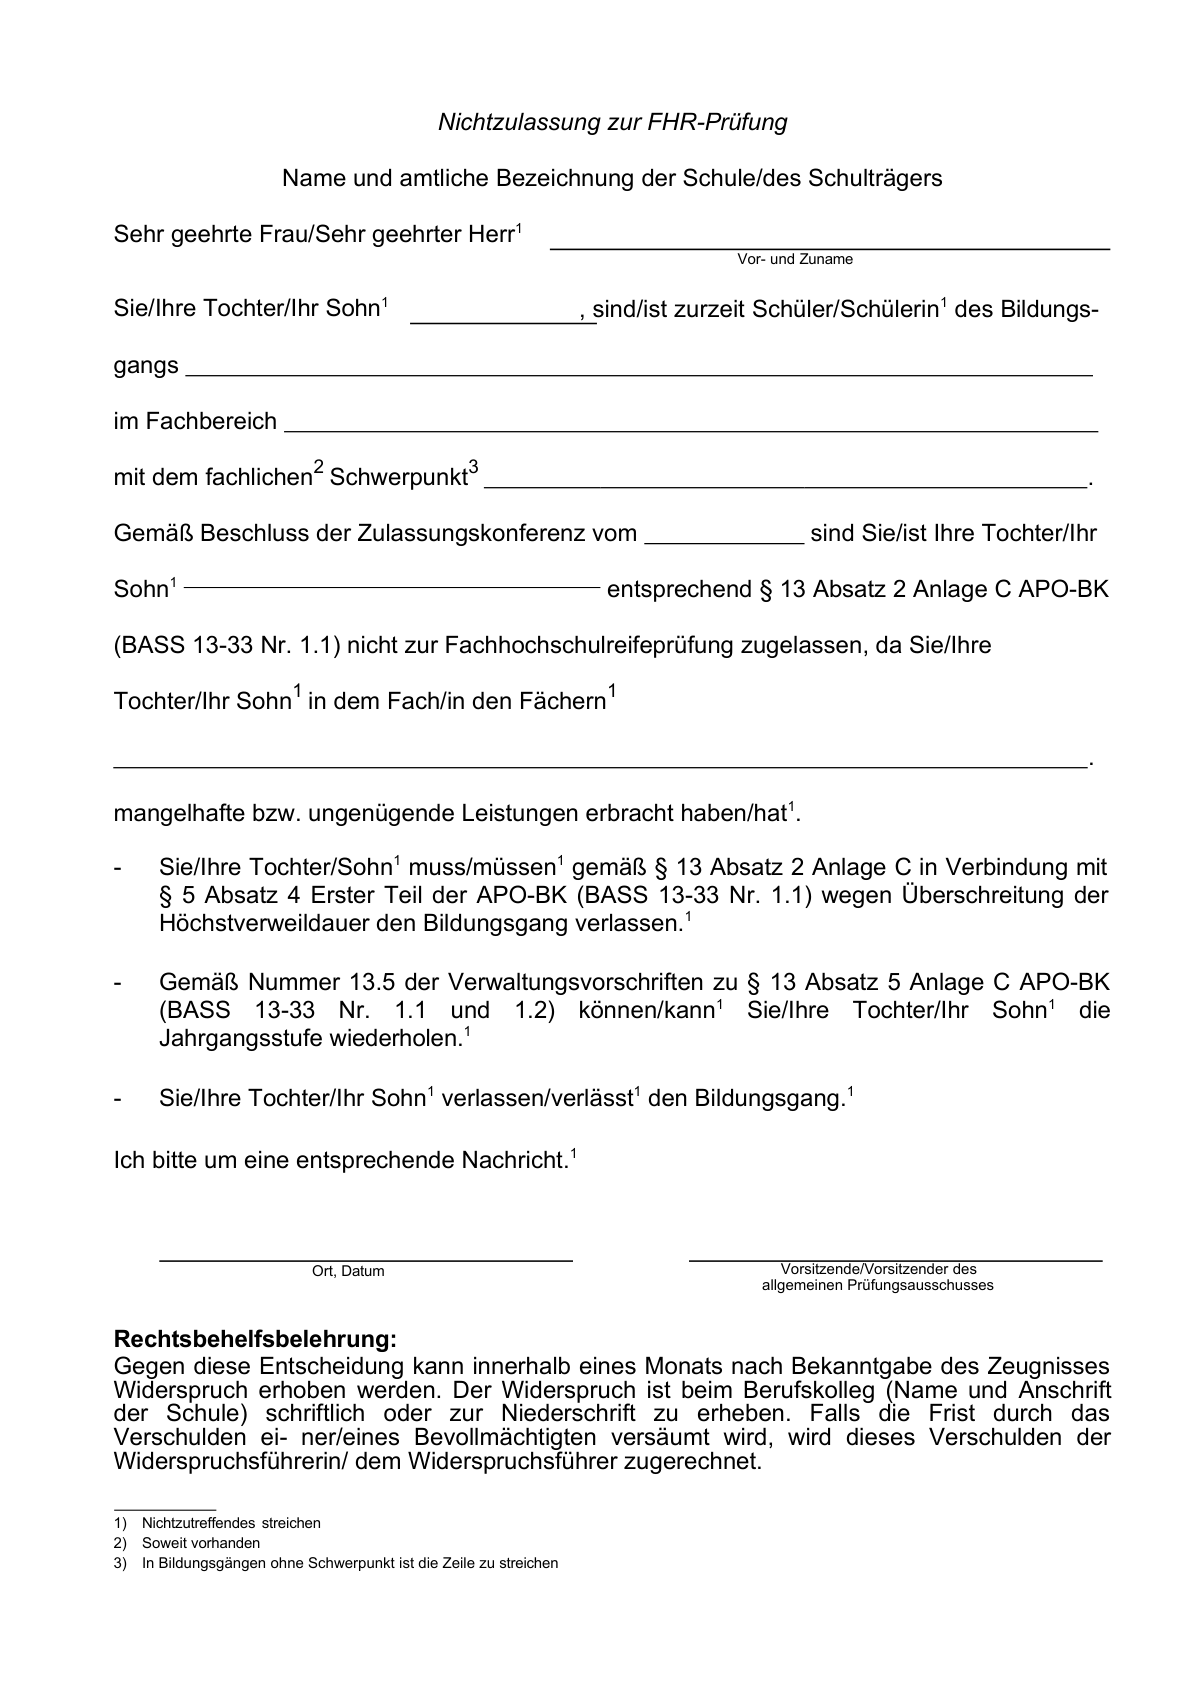 Nichtzulassung zur FHR-Prüfung
Name und amtliche Bezeichnung der Schule/des Schulträgers
Sehr geehrte Frau/Sehr geehrter Herr¹ ____________________
Vor- und Zuname
Sie/Ihre Tochter/Ihr Sohn¹ ______________, sind/ist zurzeit Schüler/Schülerin¹ des Bildungs-
gangs ____________________
im Fachbereich ____________________
mit dem fachlichen² Schwerpunkt³ ____________________.
Gemäß Beschluss der Zulassungskonferenz vom ____________ sind Sie/ist Ihre Tochter/Ihr
Sohn¹ ____________________ entsprechend § 13 Absatz 2 Anlage C APO-BK
(BASS 13-33 Nr. 1.1) nicht zur Fachhochschulreifeprüfung zugelassen, da Sie/Ihre
Tochter/Ihr Sohn¹ in dem Fach/in den Fächern¹
____________________.
mangelhafte bzw. ungenügende Leistungen erbracht haben/hat¹.
- Sie/Ihre Tochter/Sohn¹ muss/müssen¹ gemäß § 13 Absatz 2 Anlage C in Verbindung mit
§ 5 Absatz 4 Erster Teil der APO-BK (BASS 13-33 Nr. 1.1) wegen Überschreitung der
Höchstverweildauer den Bildungsgang verlassen.¹
- Gemäß Nummer 13.5 der Verwaltungsvorschriften zu § 13 Absatz 5 Anlage C APO-BK
(BASS 13-33 Nr. 1.1 und 1.2) können/kann¹ Sie/Ihre Tochter/Ihr Sohn¹ die
Jahrgangsstufe wiederholen.¹
- Sie/Ihre Tochter/Ihr Sohn¹ verlassen/verlässt¹ den Bildungsgang.¹
Ich bitte um eine entsprechende Nachricht.¹
Ort, Datum
Vorsitzende/Vorsitzender des
allgemeinen Prüfungsausschusses
Rechtsbehelfsbelehrung:
Gegen diese Entscheidung kann innerhalb eines Monats nach Bekanntgabe des Zeugnisses
Widerspruch erhoben werden. Der Widerspruch ist beim Berufskolleg (Name und Anschrift
der Schule) schriftlich oder zur Niederschrift zu erheben. Falls die Frist durch das
Verschulden ei- ner/eines Bevollmächtigten versäumt wird, wird dieses Verschulden der
Widerspruchsführerin/ dem Widerspruchsführer zugerechnet.
1) Nichtzutreffendes streichen
2) Soweit vorhanden
3) In Bildungsgängen ohne Schwerpunkt ist die Zeile zu streichen